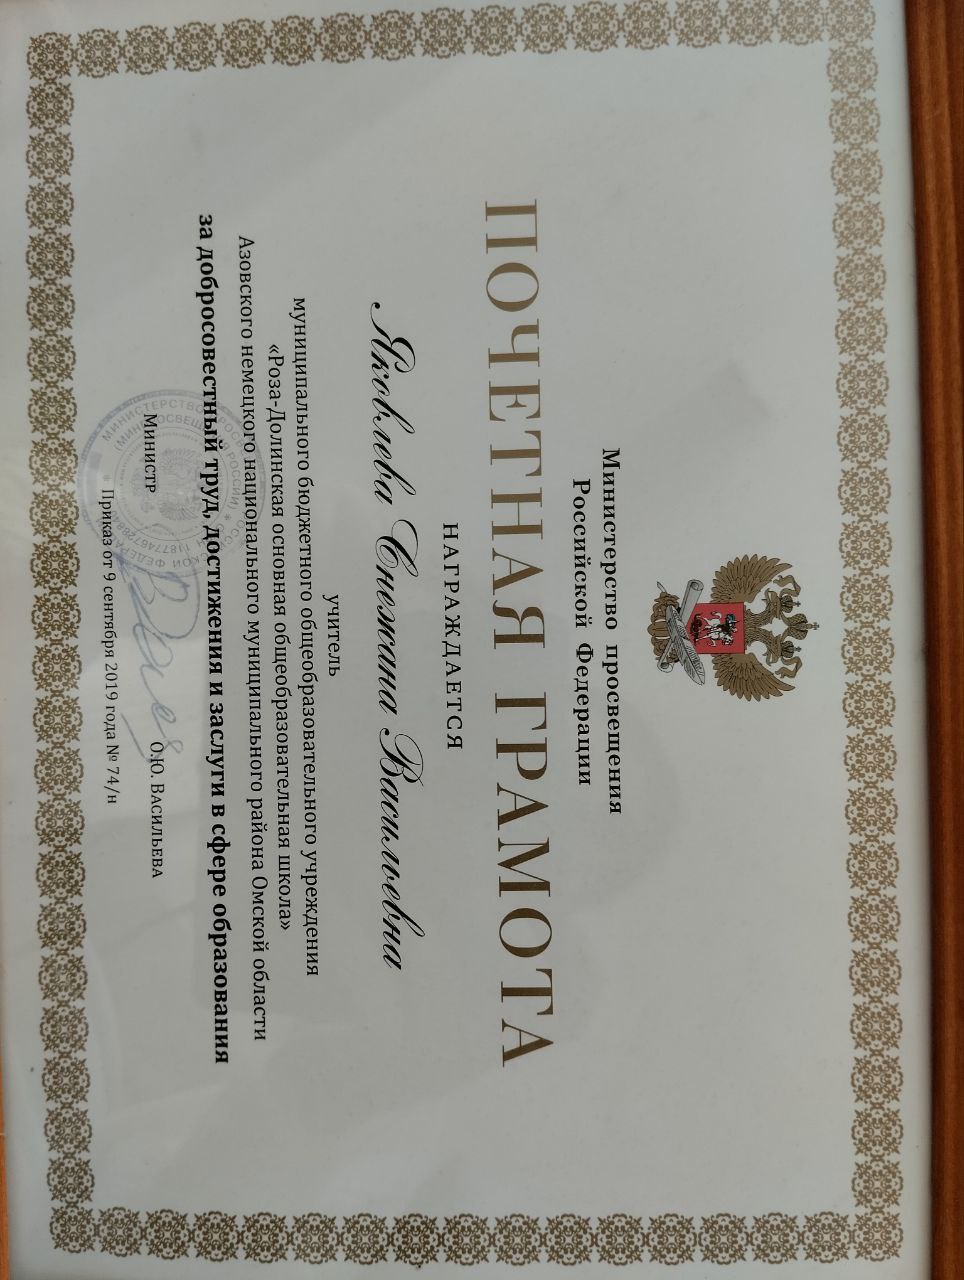 Министерство просвещения
Российской Федерации
ПОЧЕТНАЯ ГРАМОТА
НАГРАЖДАЕТСЯ
Яковлева Снежана Васильевна
учитель
муниципального бюджетного общеобразовательного учреждения
«Роза-Долинская основная общеобразовательная школа»
Азовского немецкого национального муниципального района Омской области
за добросовестный труд, достижения и заслуги в сфере образования
Министр О.Ю. Васильева
Приказ от 9 сентября 2019 года № 74/н